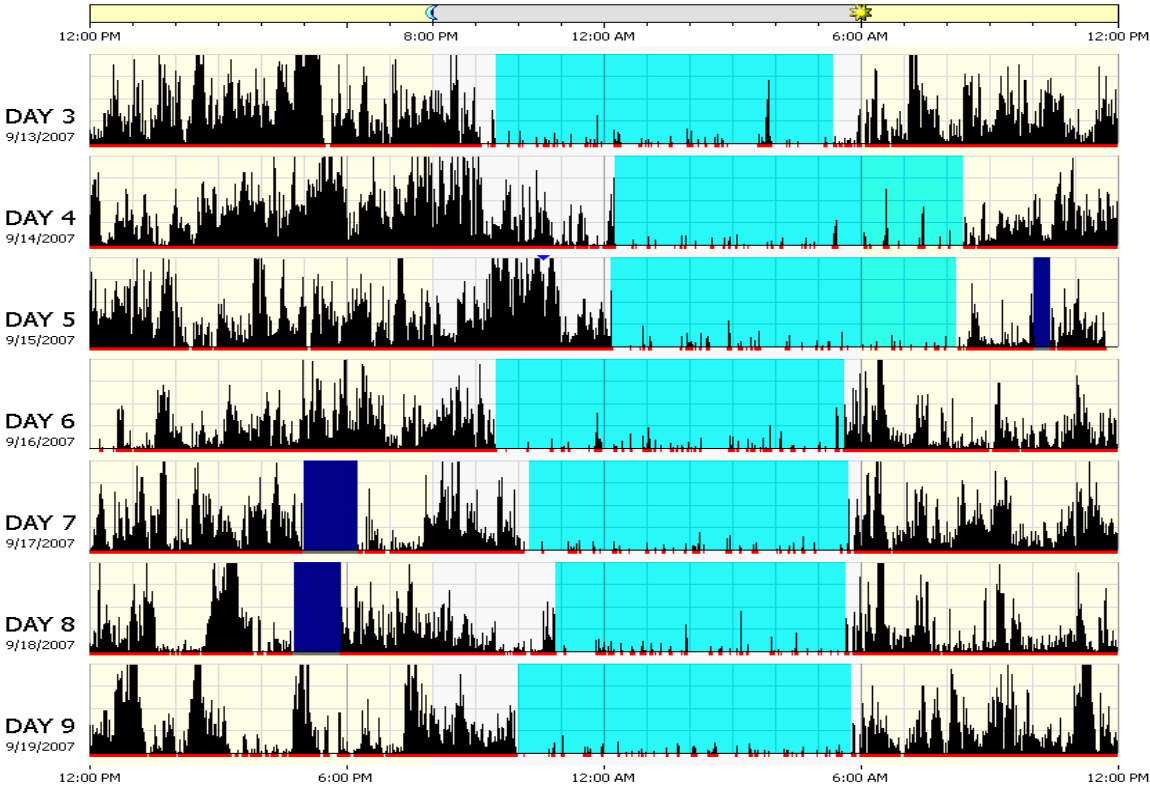 12:00 PM 8:00 PM 12:00 AM 6:00 AM 12:00 PM
DAY 3
9/13/2007
DAY 4
9/14/2007
DAY 5
9/15/2007
DAY 6
9/16/2007
DAY 7
9/17/2007
DAY 8
9/18/2007
DAY 9
9/19/2007
12:00 PM 6:00 PM 12:00 AM 6:00 AM 12:00 PM